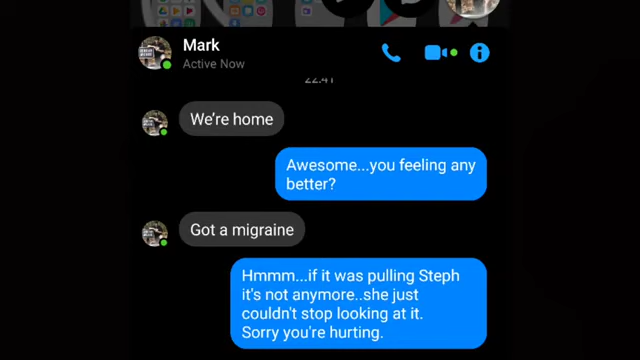 Mark
Active Now
22:41
We're home
Awesome...you feeling any
better?
Got a migraine
Hmmm...if it was pulling Steph
it's not anymore..she just
couldn't stop looking at it.
Sorry you're hurting.